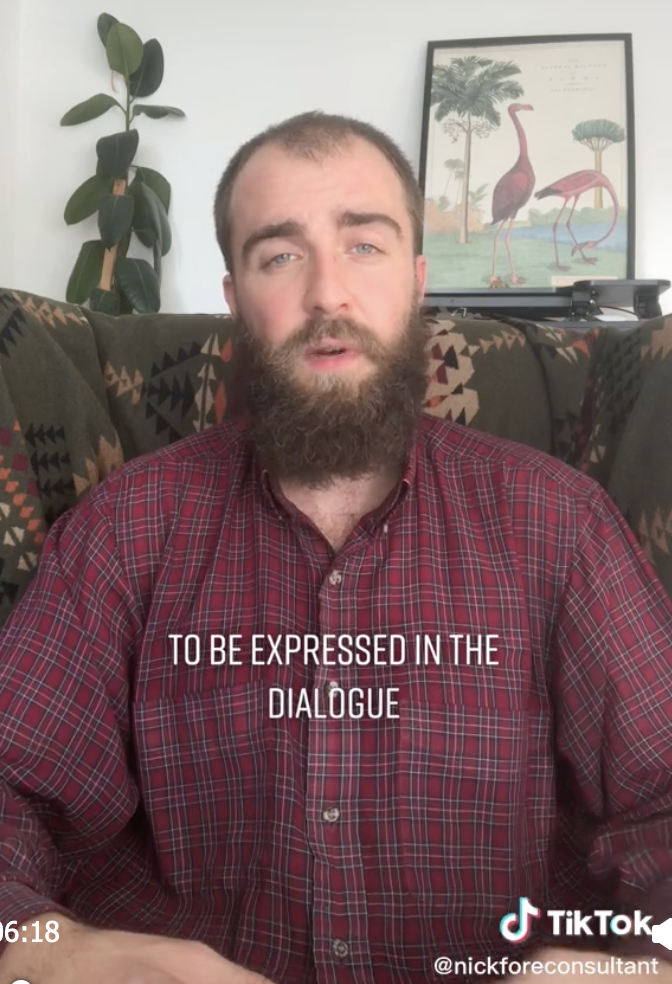 TO BE EXPRESSED IN THE
DIALOGUE
06:18
TikTok
@nickforeconsultant